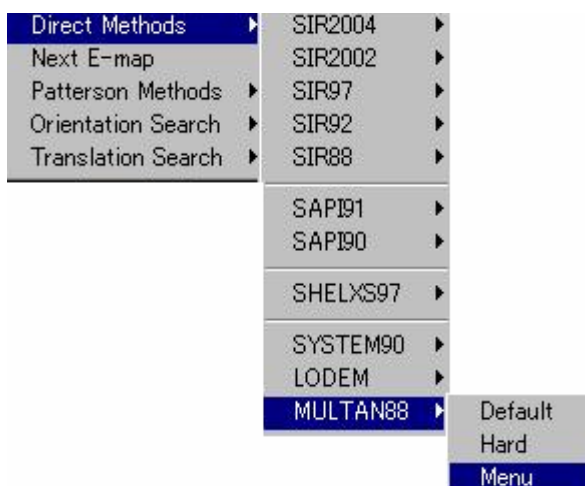 Direct Methods
Next E-map
Patterson Methods
Orientation Search
Translation Search
SIR2004
SIR2002
SIR97
SIR92
SIR88
SAPI91
SAPI90
SHELXS97
SYSTEM90
LODEM
MULTAN88
Default
Hard
Menu